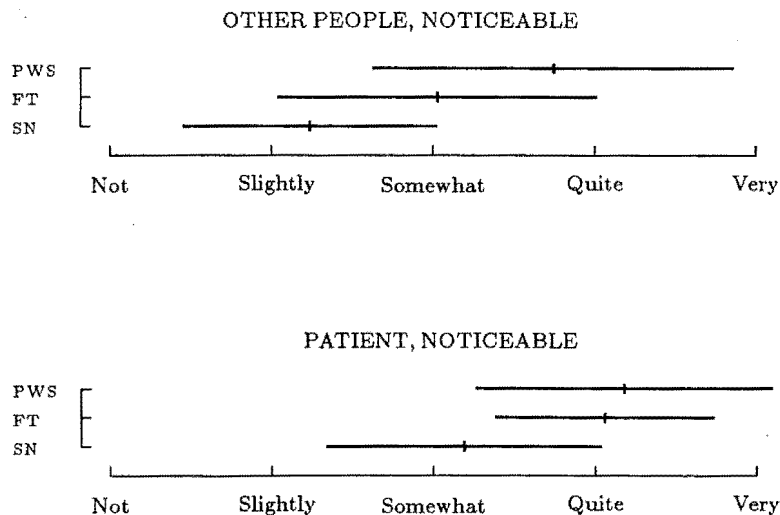 OTHER PEOPLE, NOTICEABLE
PWS
FT
SN
Not Slightly Somewhat Quite Very
PATIENT, NOTICEABLE
PWS
FT
SN
Not Slightly Somewhat Quite Very